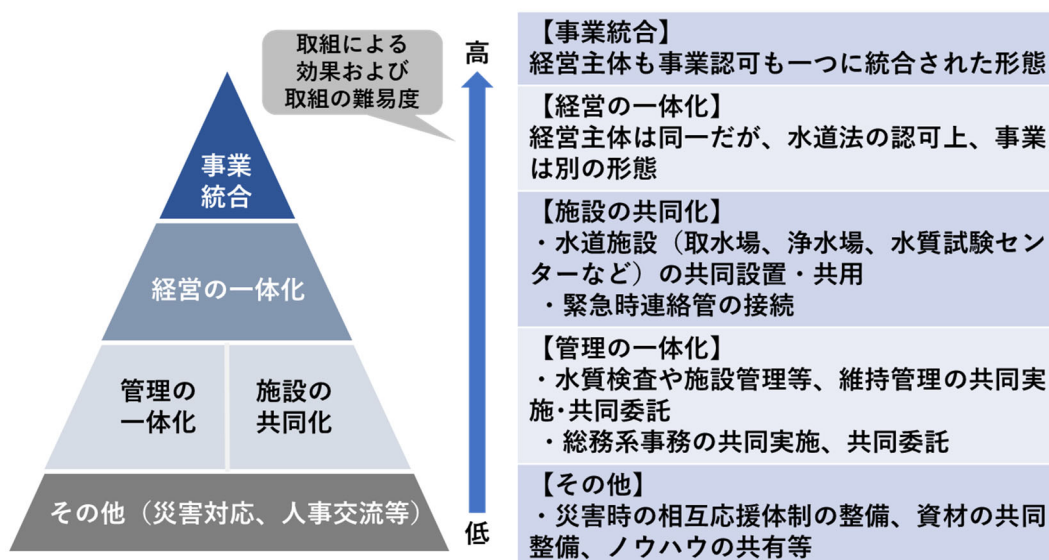 取組による
効果および
取組の難易度
高
事業
統合
経営の一体化
管理の
一体化
施設の
共同化
その他（災害対応、人事交流等）
低
【事業統合】
経営主体も事業認可も一つに統合された形態
【経営の一体化】
経営主体は同一だが、水道法の認可上、事業
は別の形態
【施設の共同化】
・水道施設（取水場、浄水場、水質試験セン
ターなど）の共同設置・共用
・緊急時連絡管の接続
【管理の一体化】
・水質検査や施設管理等、維持管理の共同実
施･共同委託
・総務系事務の共同実施、共同委託
【その他】
・災害時の相互応援体制の整備、資材の共同
整備、ノウハウの共有等